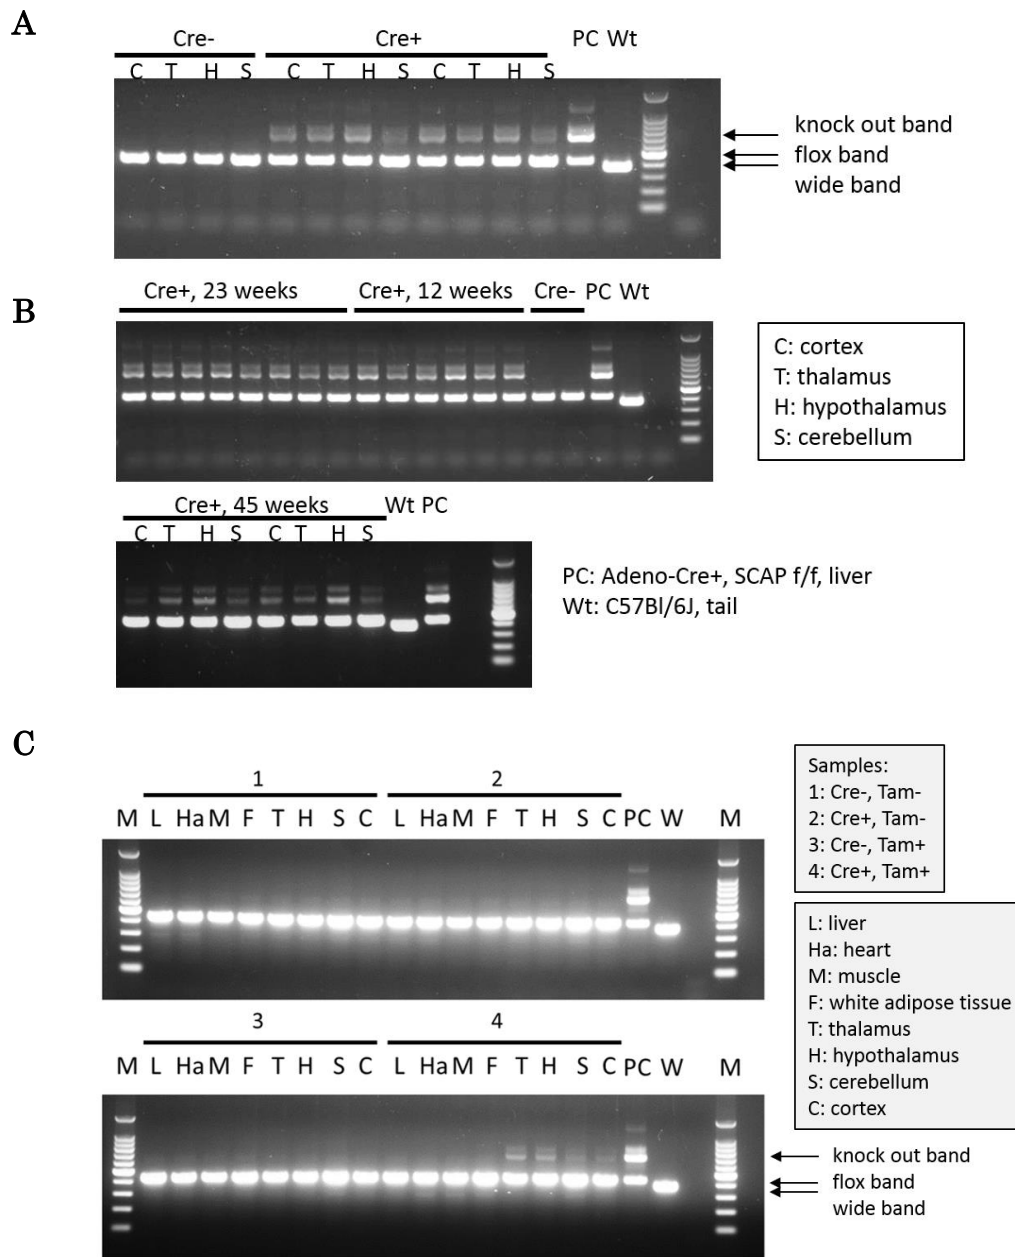 A
Cre- Cre+ PC Wt
C T H S C T H S C T H S
knock out band
flox band
wide band
B
Cre+, 23 weeks Cre+, 12 weeks Cre- PC Wt
C: cortex
T: thalamus
H: hypothalamus
S: cerebellum
Cre+, 45 weeks Wt PC
C T H S C T H S
PC: Adeno-Cre+, SCAP f/f, liver
Wt: C57Bl/6J, tail
C
1 2
M L Ha M F T H S C L Ha M F T H S C PC W M
Samples:
1: Cre-, Tam-
2: Cre+, Tam-
3: Cre-, Tam+
4: Cre+, Tam+
L: liver
Ha: heart
M: muscle
F: white adipose tissue
T: thalamus
H: hypothalamus
S: cerebellum
C: cortex
3 4
M L Ha M F T H S C L Ha M F T H S C PC W M
knock out band
flox band
wide band